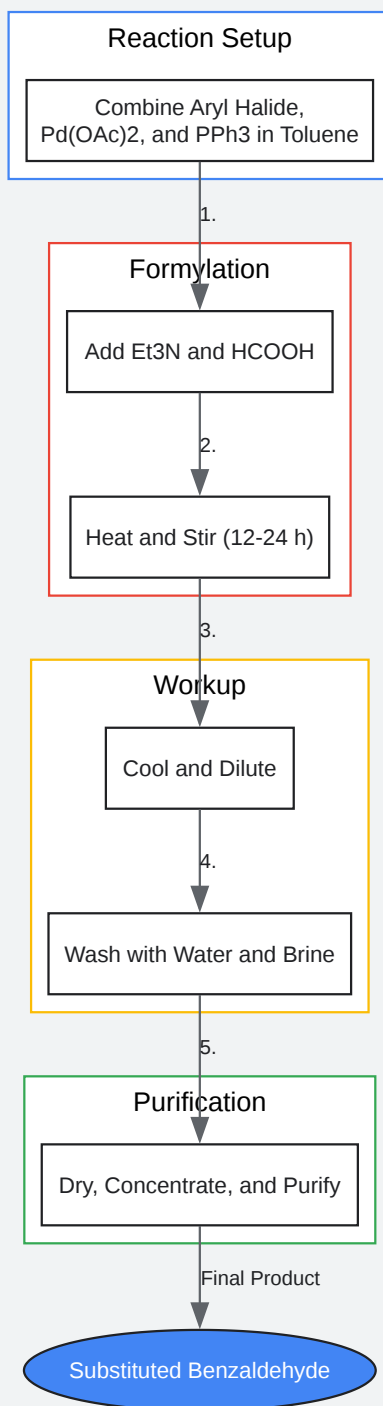 Reaction Setup
Combine Aryl Halide,
Pd(OAc)2, and PPh3 in Toluene
1.
Formylation
Add Et3N and HCOOH
2.
Heat and Stir (12-24 h)
3.
Workup
Cool and Dilute
4.
Wash with Water and Brine
5.
Purification
Dry, Concentrate, and Purify
Final Product
Substituted Benzaldehyde